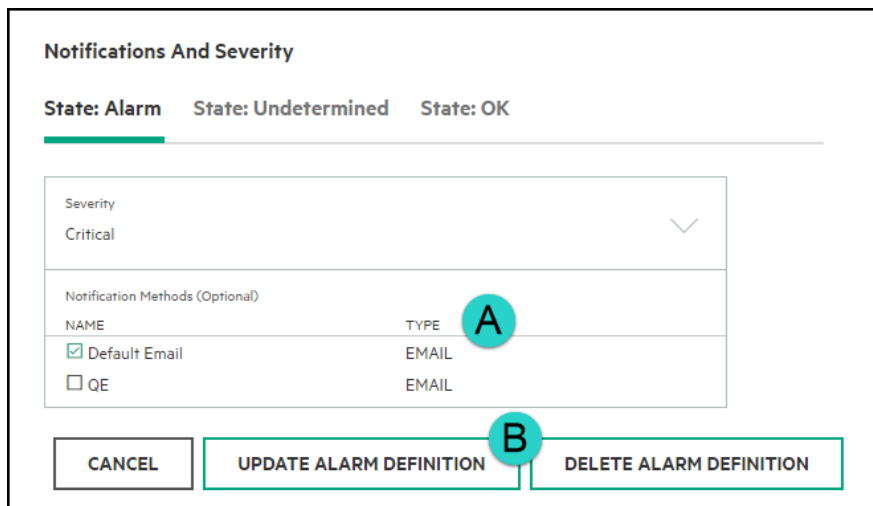 Notifications And Severity
State: Alarm State: Undetermined State: OK
Severity
Critical
Notification Methods (Optional)
NAME TYPE A
Default Email EMAIL
QE EMAIL
B
CANCEL UPDATE ALARM DEFINITION DELETE ALARM DEFINITION